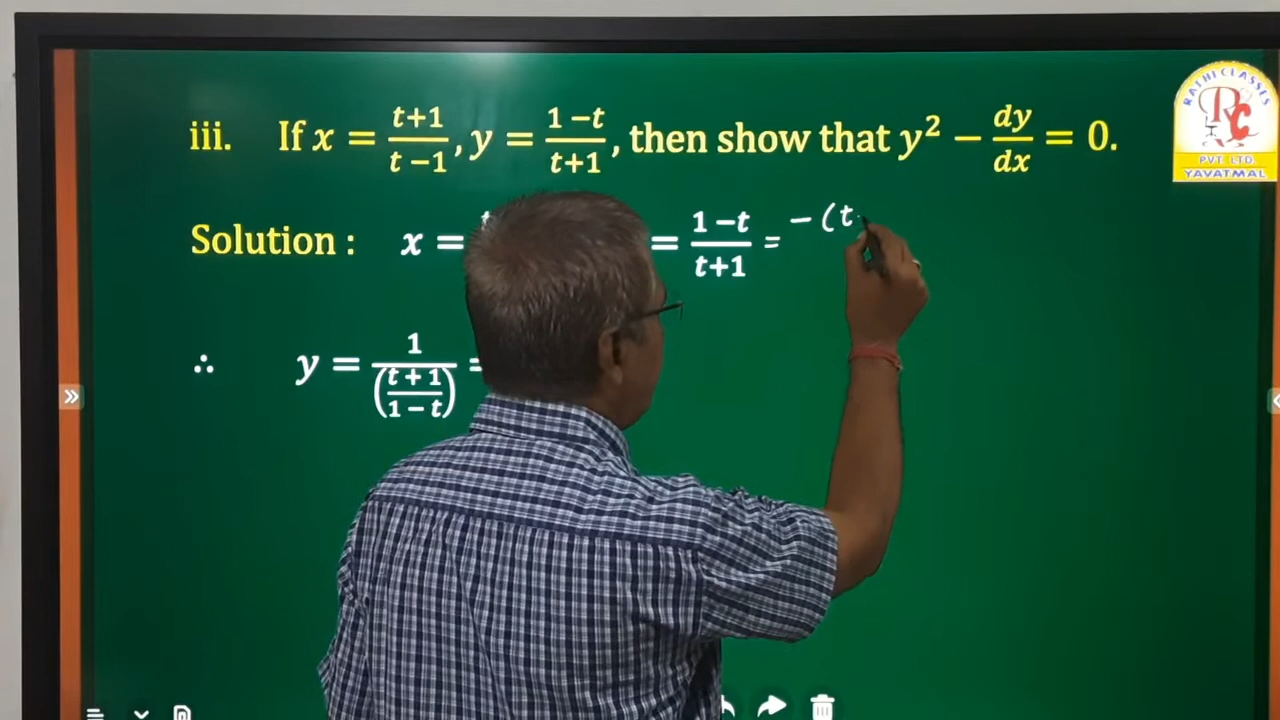 iii. If x = (t+1)/(t−1), y = (1−t)/(t+1), then show that y² − dy/dx = 0.
Solution : x = = (1−t)/(t+1) = −(t
∴ y = 1/((t+1)/(1−t)) =
RATHI CLASSES
RC
PVT. LTD.
YAVATMAL